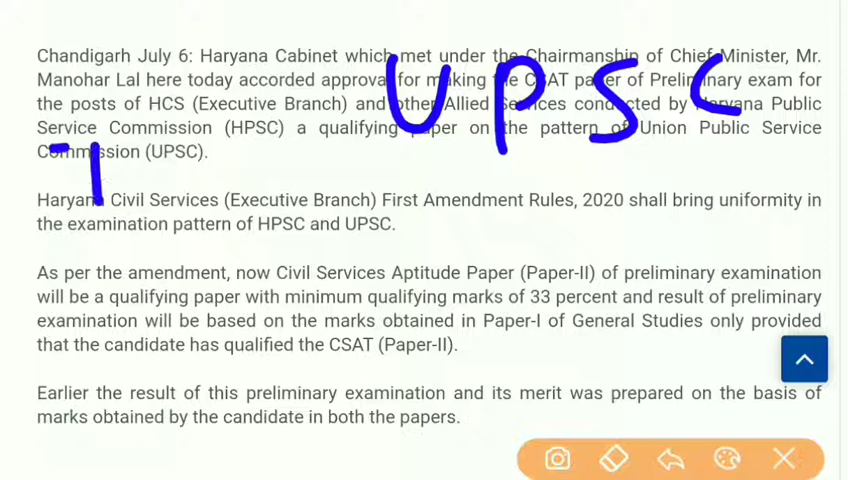 Chandigarh July 6: Haryana Cabinet which met under the Chairmanship of Chief Minister, Mr.
Manohar Lal here today accorded approval for making the CSAT paper of Preliminary exam for
the posts of HCS (Executive Branch) and other Allied Services conducted by Haryana Public
Service Commission (HPSC) a qualifying paper on the pattern of Union Public Service
Commission (UPSC).
UPSC
Haryana Civil Services (Executive Branch) First Amendment Rules, 2020 shall bring uniformity in
the examination pattern of HPSC and UPSC.
As per the amendment, now Civil Services Aptitude Paper (Paper-II) of preliminary examination
will be a qualifying paper with minimum qualifying marks of 33 percent and result of preliminary
examination will be based on the marks obtained in Paper-I of General Studies only provided
that the candidate has qualified the CSAT (Paper-II).
Earlier the result of this preliminary examination and its merit was prepared on the basis of
marks obtained by the candidate in both the papers.